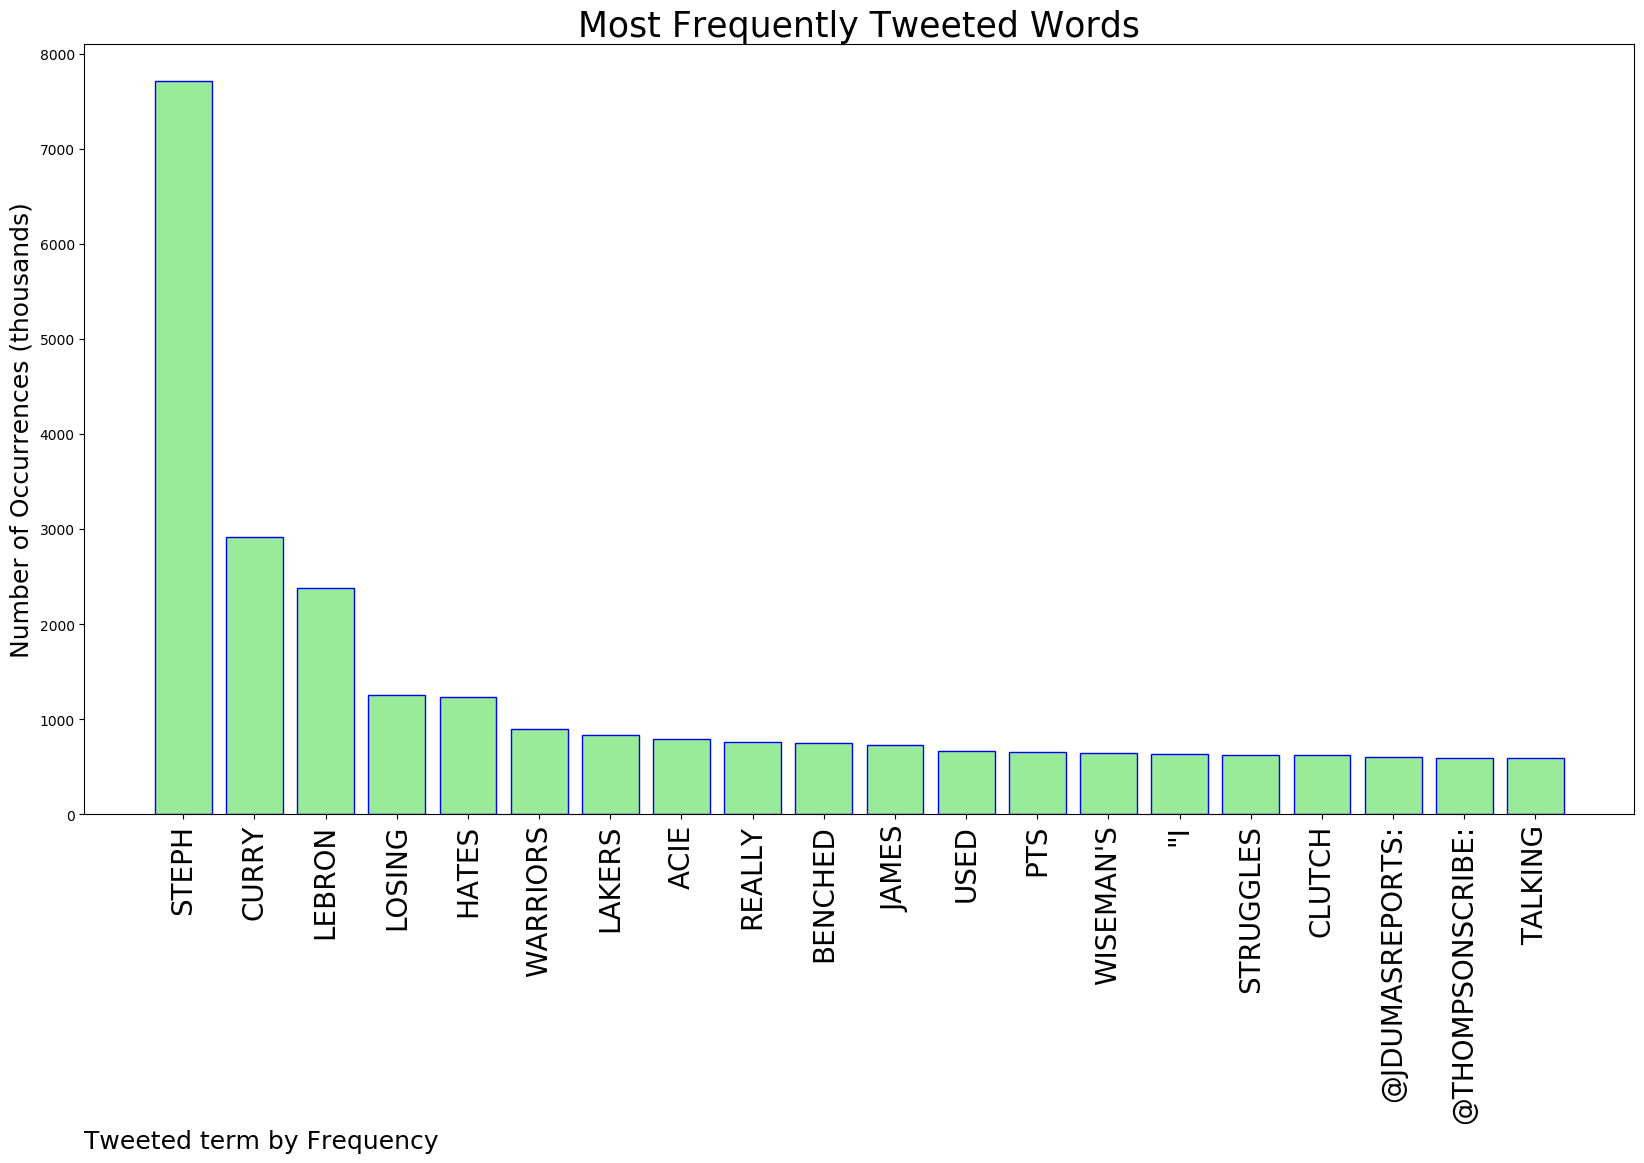 Most Frequently Tweeted Words
Number of Occurrences (thousands)
8000
7000
6000
5000
4000
3000
2000
1000
0
STEPH
CURRY
LEBRON
LOSING
HATES
WARRIORS
LAKERS
ACIE
REALLY
BENCHED
JAMES
USED
PTS
WISEMAN'S
"I
STRUGGLES
CLUTCH
@JDUMASREPORTS:
@THOMPSONSCRIBE:
TALKING
Tweeted term by Frequency